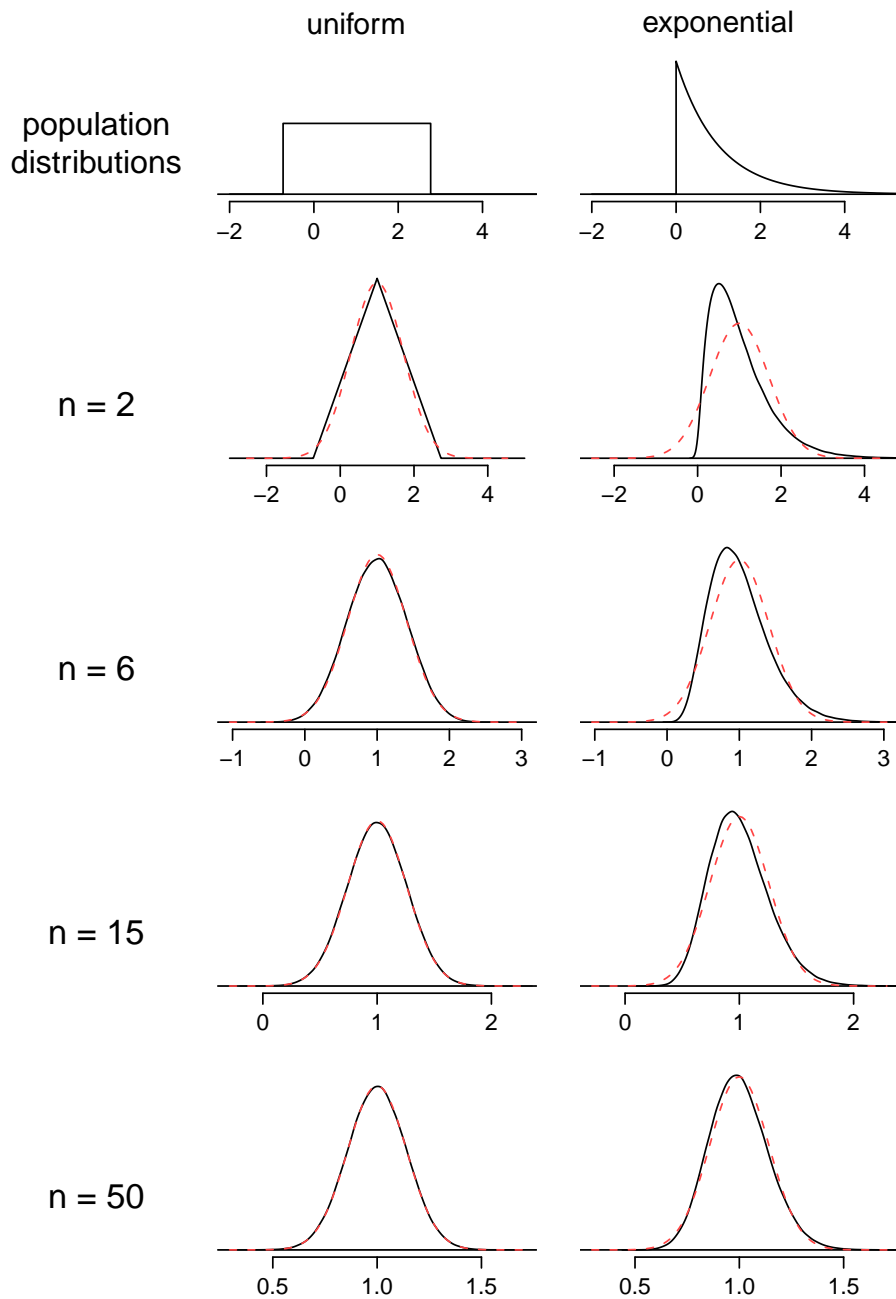 uniform exponential
population
distributions
−2 0 2 4 −2 0 2 4
n = 2
−2 0 2 4 −2 0 2 4
n = 6
−1 0 1 2 3 −1 0 1 2 3
n = 15
0 1 2 0 1 2
n = 50
0.5 1.0 1.5 0.5 1.0 1.5